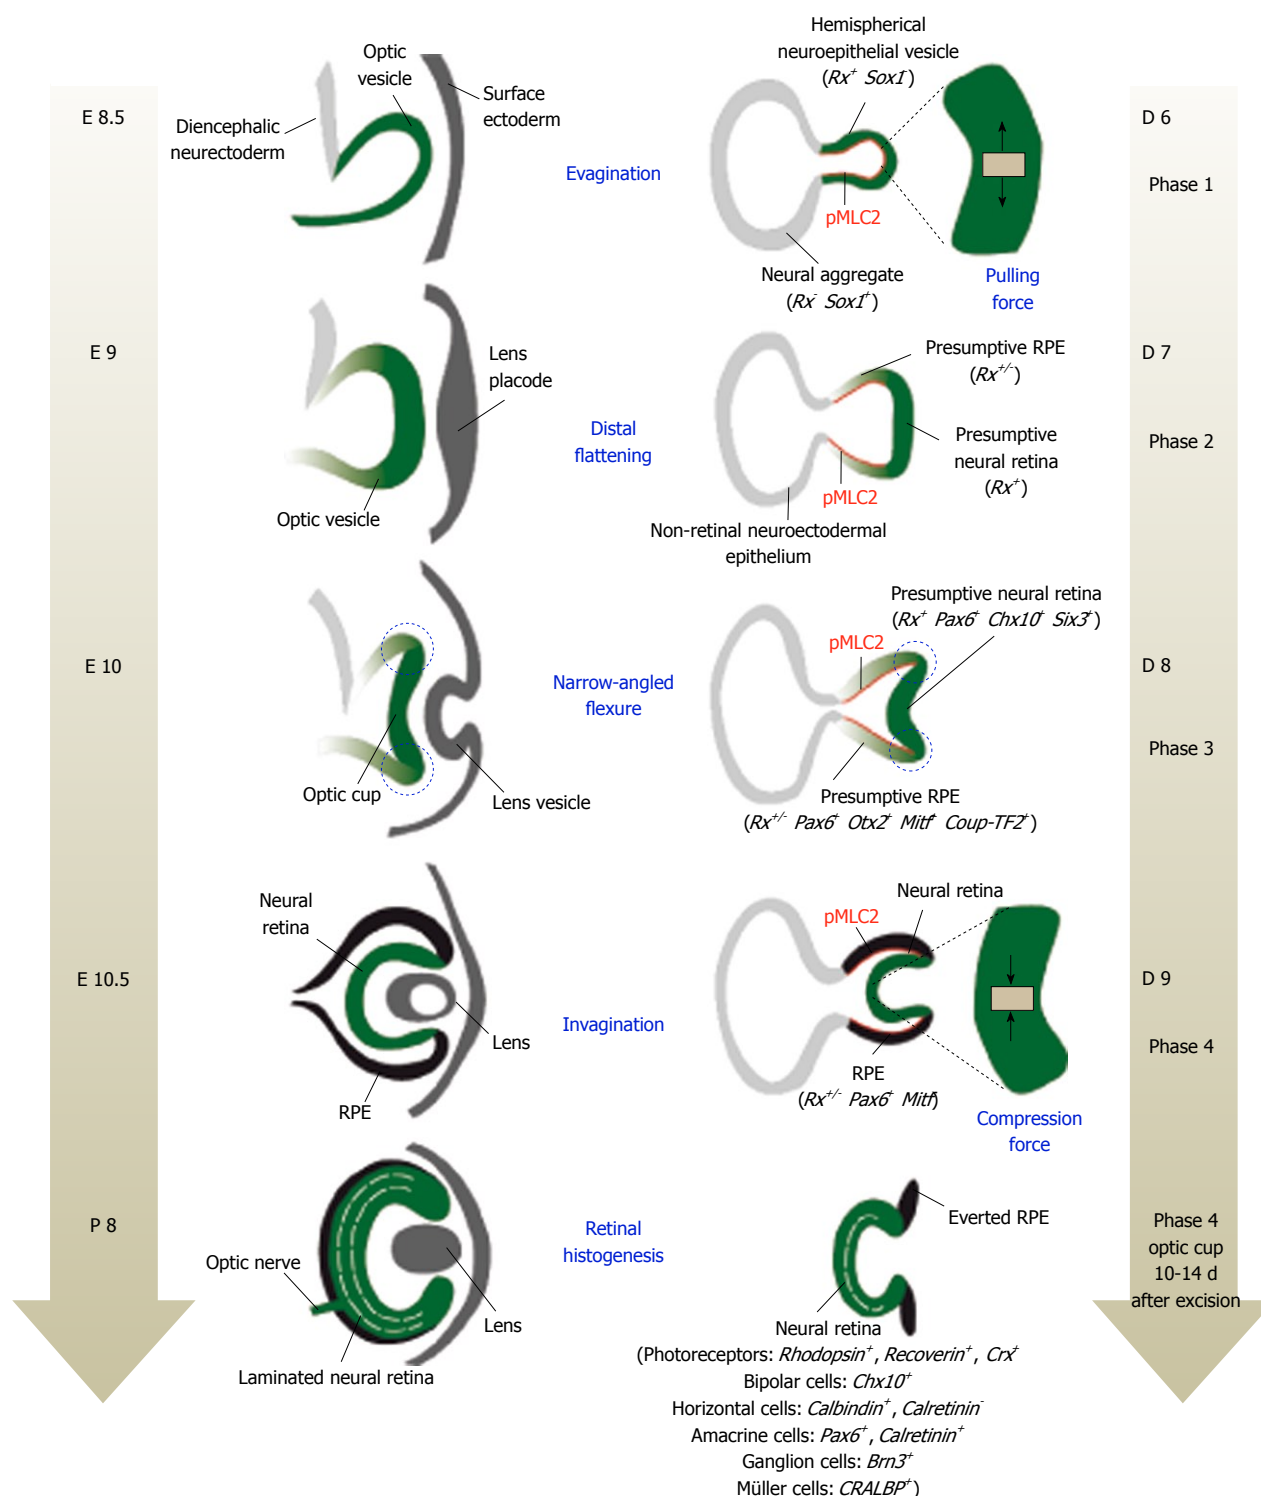 Hemispherical
neuroepithelial vesicle
(Rx⁺ Sox1⁻)
Optic
vesicle
Surface
ectoderm
E 8.5
Diencephalic
neurectoderm
Evagination
pMLC2
Neural aggregate
(Rx⁻ Sox1⁺)
Pulling
force
D 6
Phase 1
E 9
Lens
placode
Optic vesicle
Distal
flattening
Presumptive RPE
(Rx⁺/⁻)
Presumptive
neural retina
(Rx⁺)
pMLC2
Non-retinal neuroectodermal
epithelium
D 7
Phase 2
E 10
Optic cup
Lens vesicle
Narrow-angled
flexure
Presumptive neural retina
(Rx⁺ Pax6⁺ Chx10⁺ Six3⁺)
pMLC2
Presumptive RPE
(Rx⁺/⁻ Pax6⁺ Otx2⁺ Mitf⁺ Coup-TF2⁺)
D 8
Phase 3
E 10.5
Neural
retina
Lens
RPE
Invagination
Neural retina
pMLC2
RPE
(Rx⁺/⁻ Pax6⁺ Mitf⁺)
Compression
force
D 9
Phase 4
P 8
Optic nerve
Lens
Laminated neural retina
Retinal
histogenesis
Everted RPE
Phase 4
optic cup
10-14 d
after excision
Neural retina
(Photoreceptors: Rhodopsin⁺, Recoverin⁺, Crx⁺
Bipolar cells: Chx10⁺
Horizontal cells: Calbindin⁺, Calretinin⁻
Amacrine cells: Pax6⁺, Calretinin⁺
Ganglion cells: Brn3⁺
Müller cells: CRALBP⁺)